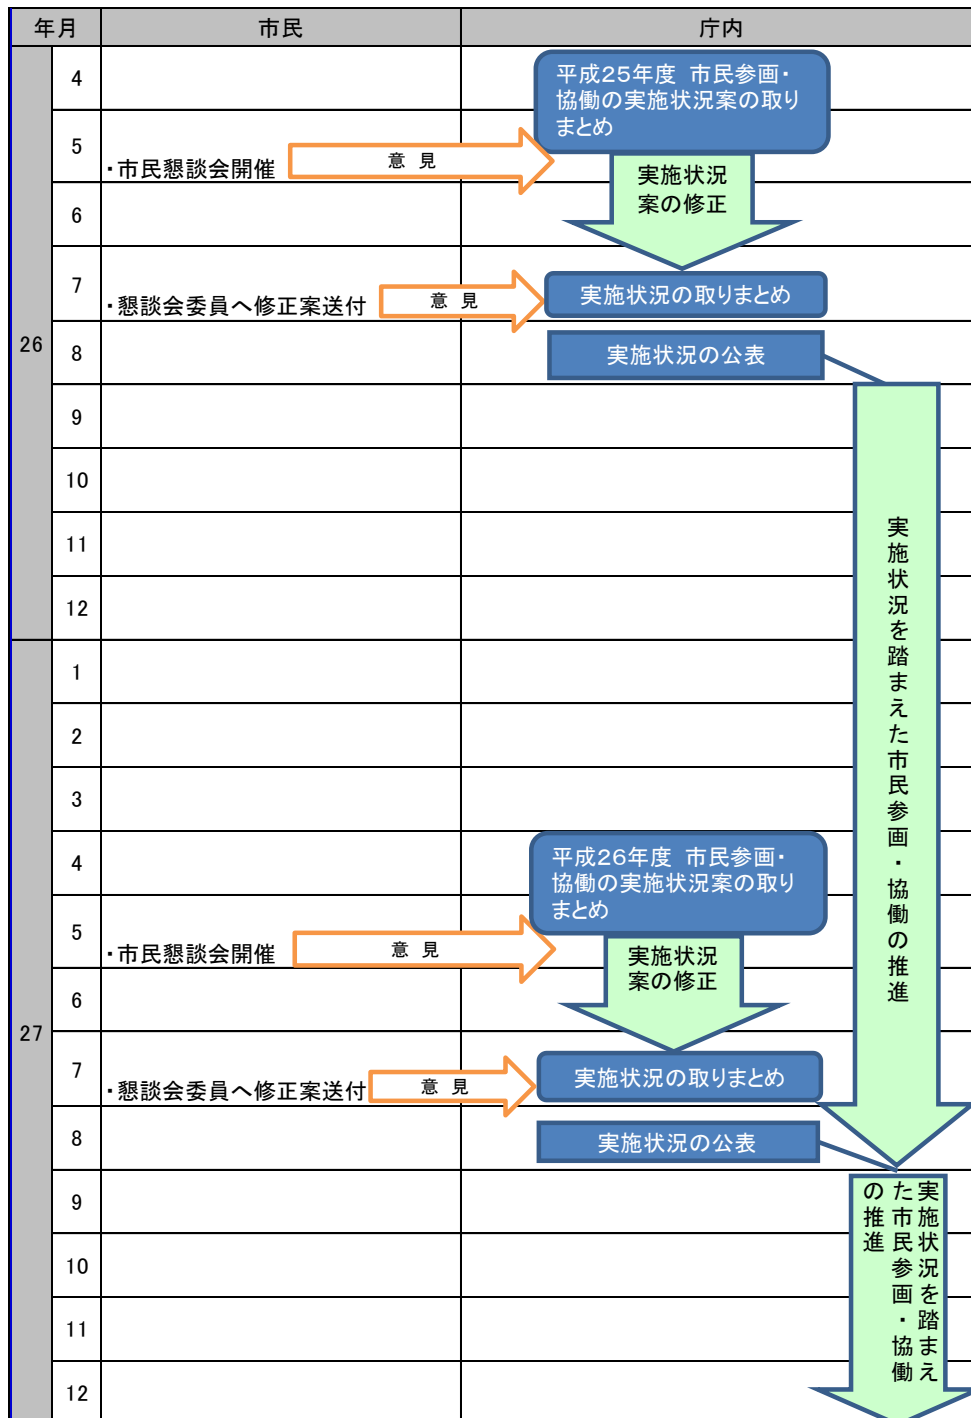 年月 市民 庁内
26
4
平成25年度 市民参画・
協働の実施状況案の取り
まとめ
5
・市民懇談会開催
意 見
実施状況
案の修正
6
7
・懇談会委員へ修正案送付
意 見
実施状況の取りまとめ
8
実施状況の公表
9
10
11
12
実施状況を踏まえた市民参画・協働の推進
27
1
2
3
4
平成26年度 市民参画・
協働の実施状況案の取り
まとめ
5
・市民懇談会開催
意 見
実施状況
案の修正
6
7
・懇談会委員へ修正案送付
意 見
実施状況の取りまとめ
8
実施状況の公表
9
実施状況を踏まえ
た市民参画・協働
の推進
10
11
12